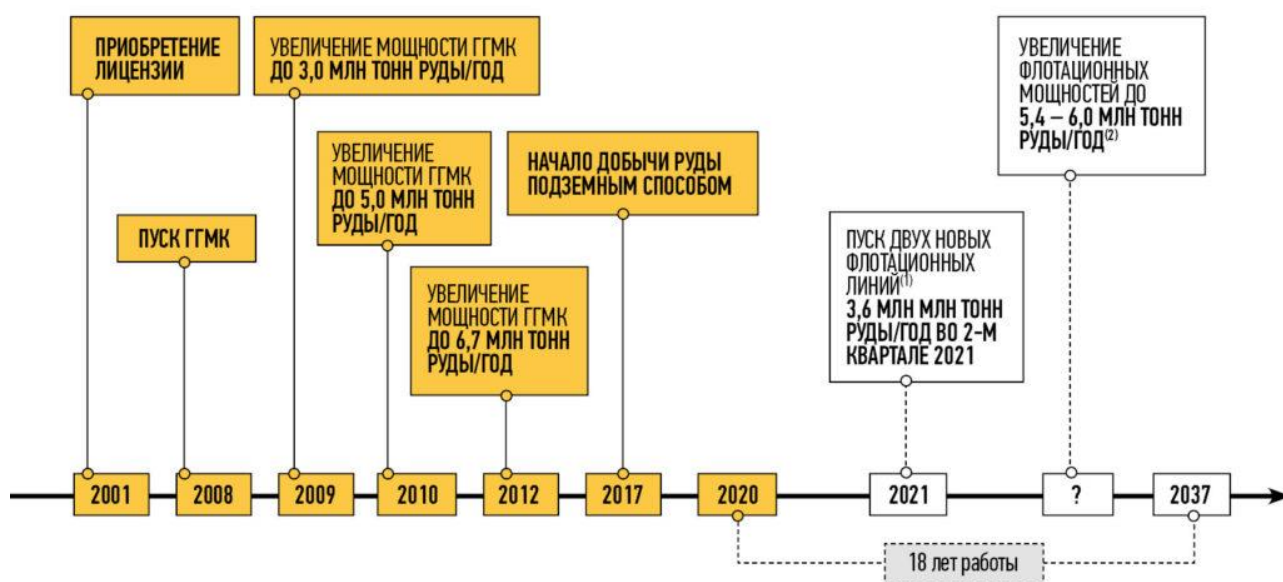 ПРИОБРЕТЕНИЕ
ЛИЦЕНЗИИ
УВЕЛИЧЕНИЕ МОЩНОСТИ ГГМК
ДО 3,0 МЛН ТОНН РУДЫ/ГОД
УВЕЛИЧЕНИЕ
ФЛОТАЦИОННЫХ
МОЩНОСТЕЙ ДО
5,4 – 6,0 МЛН ТОНН
РУДЫ/ГОД(2)
УВЕЛИЧЕНИЕ
МОЩНОСТИ ГГМК
ДО 5,0 МЛН ТОНН
РУДЫ/ГОД
НАЧАЛО ДОБЫЧИ РУДЫ
ПОДЗЕМНЫМ СПОСОБОМ
ПУСК ГГМК
ПУСК ДВУХ НОВЫХ
ФЛОТАЦИОННЫХ
ЛИНИЙ(1)
3,6 МЛН МЛН ТОНН
РУДЫ/ГОД ВО 2-М
КВАРТАЛЕ 2021
УВЕЛИЧЕНИЕ
МОЩНОСТИ ГГМК
ДО 6,7 МЛН ТОНН
РУДЫ/ГОД
2001 2008 2009 2010 2012 2017 2020 2021 ? 2037
18 лет работы